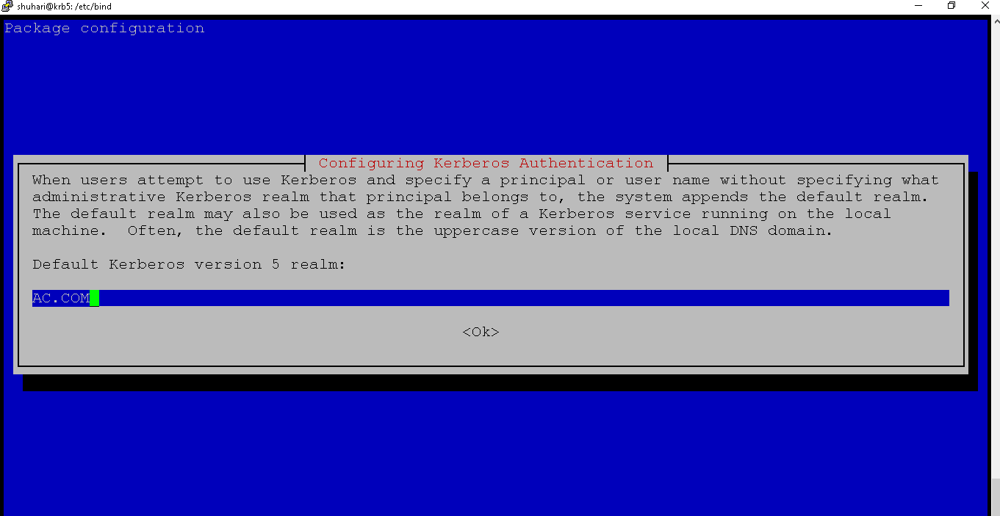 shuhari@krb5: /etc/bind
Package configuration
Configuring Kerberos Authentication
When users attempt to use Kerberos and specify a principal or user name without specifying what
administrative Kerberos realm that principal belongs to, the system appends the default realm.
The default realm may also be used as the realm of a Kerberos service running on the local
machine.  Often, the default realm is the uppercase version of the local DNS domain.
Default Kerberos version 5 realm:
AC.COM
<Ok>